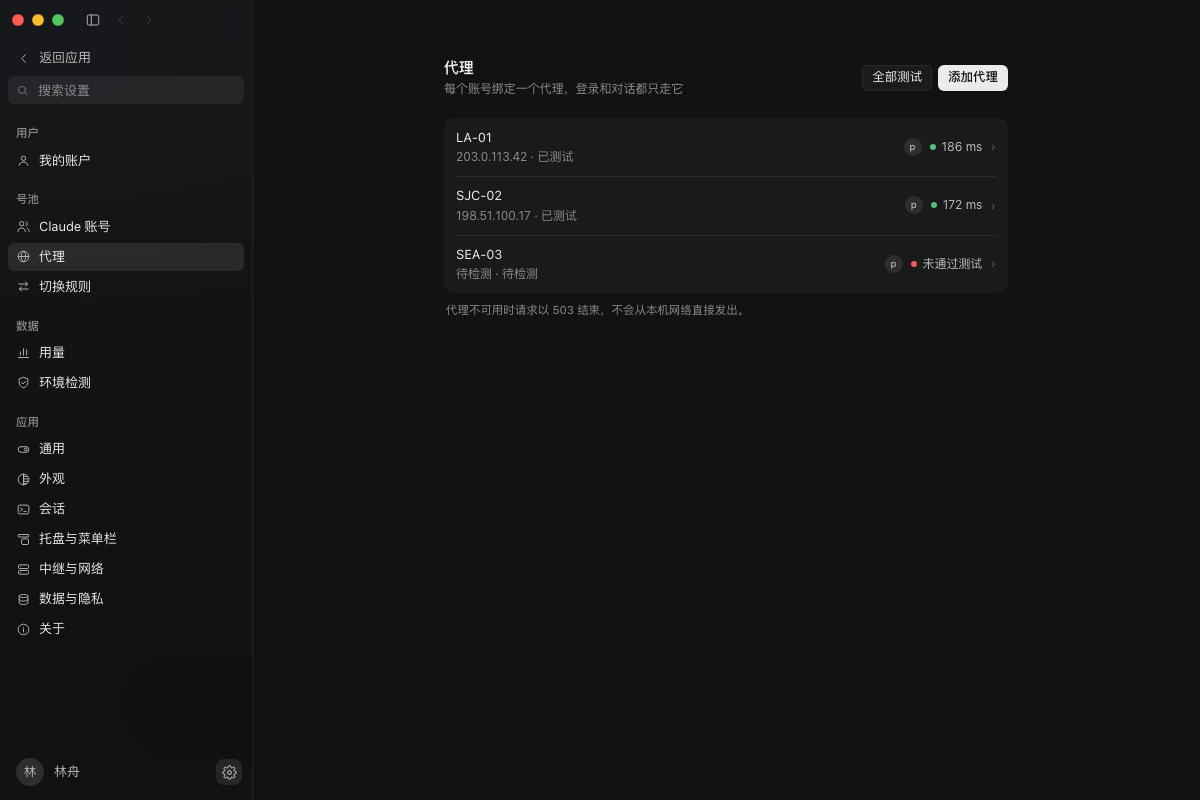 返回应用
搜索设置
用户
我的账户
号池
Claude 账号
代理
切换规则
数据
用量
环境检测
应用
通用
外观
会话
托盘与菜单栏
中继与网络
数据与隐私
关于
林 林舟
代理
每个账号绑定一个代理，登录和对话都只走它
全部测试 添加代理
LA-01
203.0.113.42 · 已测试
p 186 ms
SJC-02
198.51.100.17 · 已测试
p 172 ms
SEA-03
待检测 · 待检测
p 未通过测试
代理不可用时请求以 503 结束，不会从本机网络直接发出。